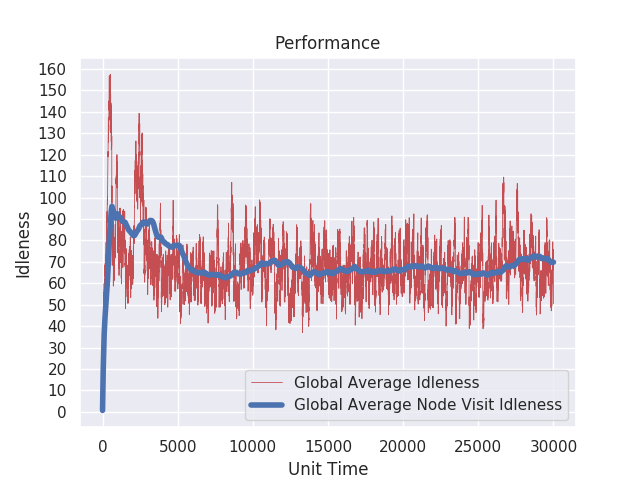 Performance
160
150
140
130
120
110
100
90
80
70
60
50
40
30
20
10
0
Idleness
Global Average Idleness
Global Average Node Visit Idleness
0 5000 10000 15000 20000 25000 30000
Unit Time